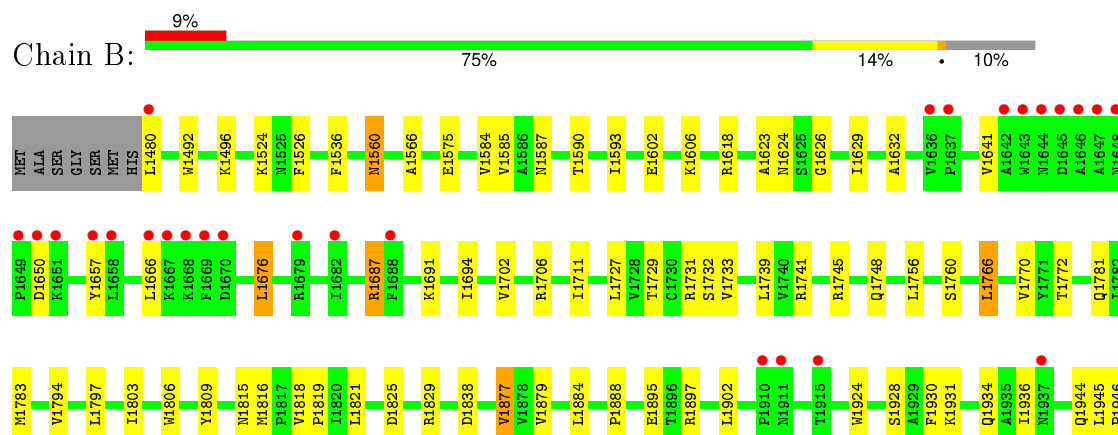 9%
Chain B:
75% 14% • 10%
MET ALA SER GLY SER MET HIS L1480 W1492 K1496 K1524 N1525 F1526 F1536 N1560 A1566 E1575 V1584 V1585 A1586 N1587 T1590 I1593 E1602 K1606 R1618 A1623 N1624 S1625 G1626 I1629 A1632 V1636 P1637 V1641 A1642 W1643 N1644 D1645 A1646 A1647
P1649 D1650 K1651 Y1657 L1658 L1666 K1667 K1668 F1669 D1670 L1676 R1679 I1682 R1687 F1688 K1691 I1694 V1702 R1706 I1711 L1727 V1728 T1729 C1730 R1731 S1732 V1733 L1739 V1740 R1741 R1745 Q1748 L1756 S1760 L1766 V1770 Y1771 T1772 Q1781
M1783 V1794 L1797 I1803 W1806 Y1809 N1815 M1816 P1817 V1818 P1819 I1820 L1821 D1825 R1829 D1838 V1877 V1878 V1879 L1884 P1888 E1895 T1896 R1897 L1902 P1910 N1911 T1915 W1924 S1928 A1929 F1930 K1931 Q1934 A1935 I1936 N1937 Q1944 L1945